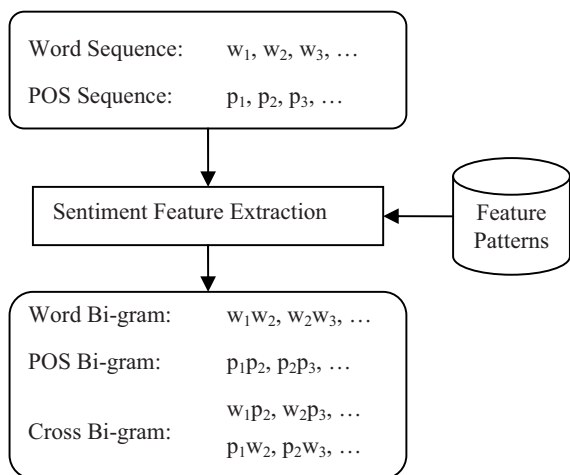 Word Sequence: w₁, w₂, w₃, …
POS Sequence: p₁, p₂, p₃, …
Sentiment Feature Extraction
Feature
Patterns
Word Bi-gram: w₁w₂, w₂w₃, …
POS Bi-gram: p₁p₂, p₂p₃, …
w₁p₂, w₂p₃, …
Cross Bi-gram:
p₁w₂, p₂w₃, …